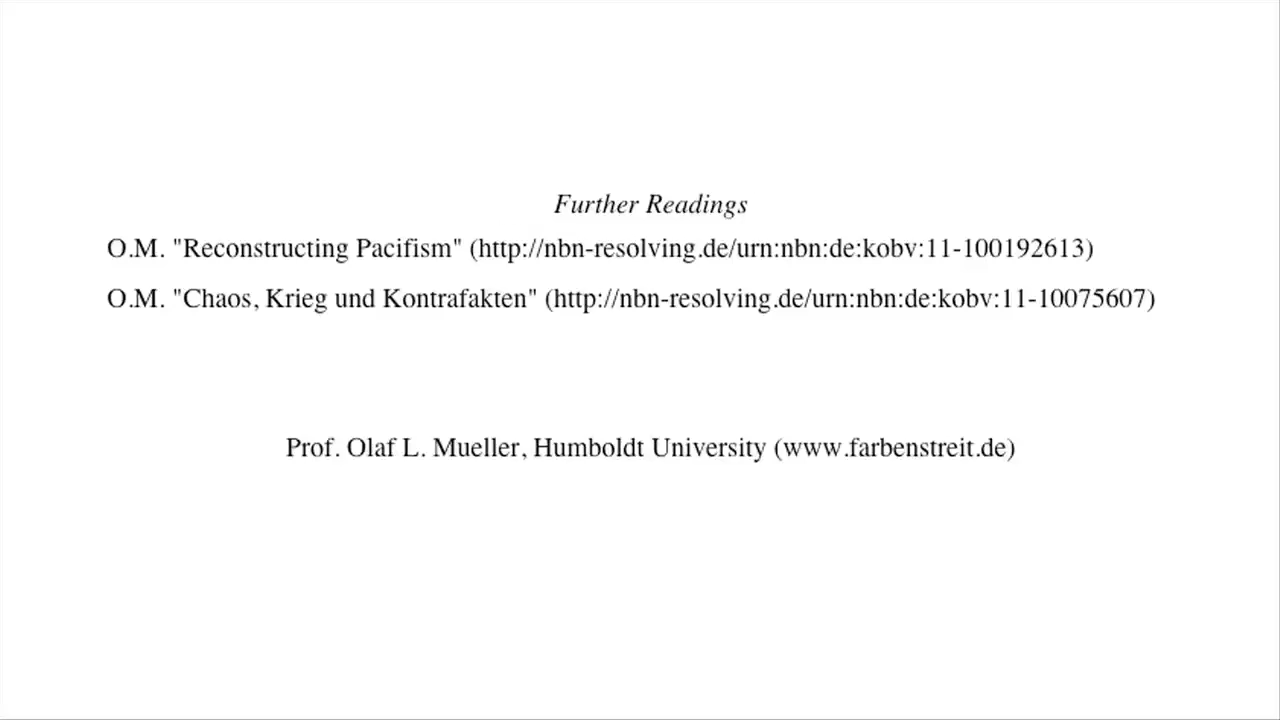 Further Readings
O.M. "Reconstructing Pacifism" (http://nbn-resolving.de/urn:nbn:de:kobv:11-100192613)
O.M. "Chaos, Krieg und Kontrafakten" (http://nbn-resolving.de/urn:nbn:de:kobv:11-10075607)
Prof. Olaf L. Mueller, Humboldt University (www.farbenstreit.de)